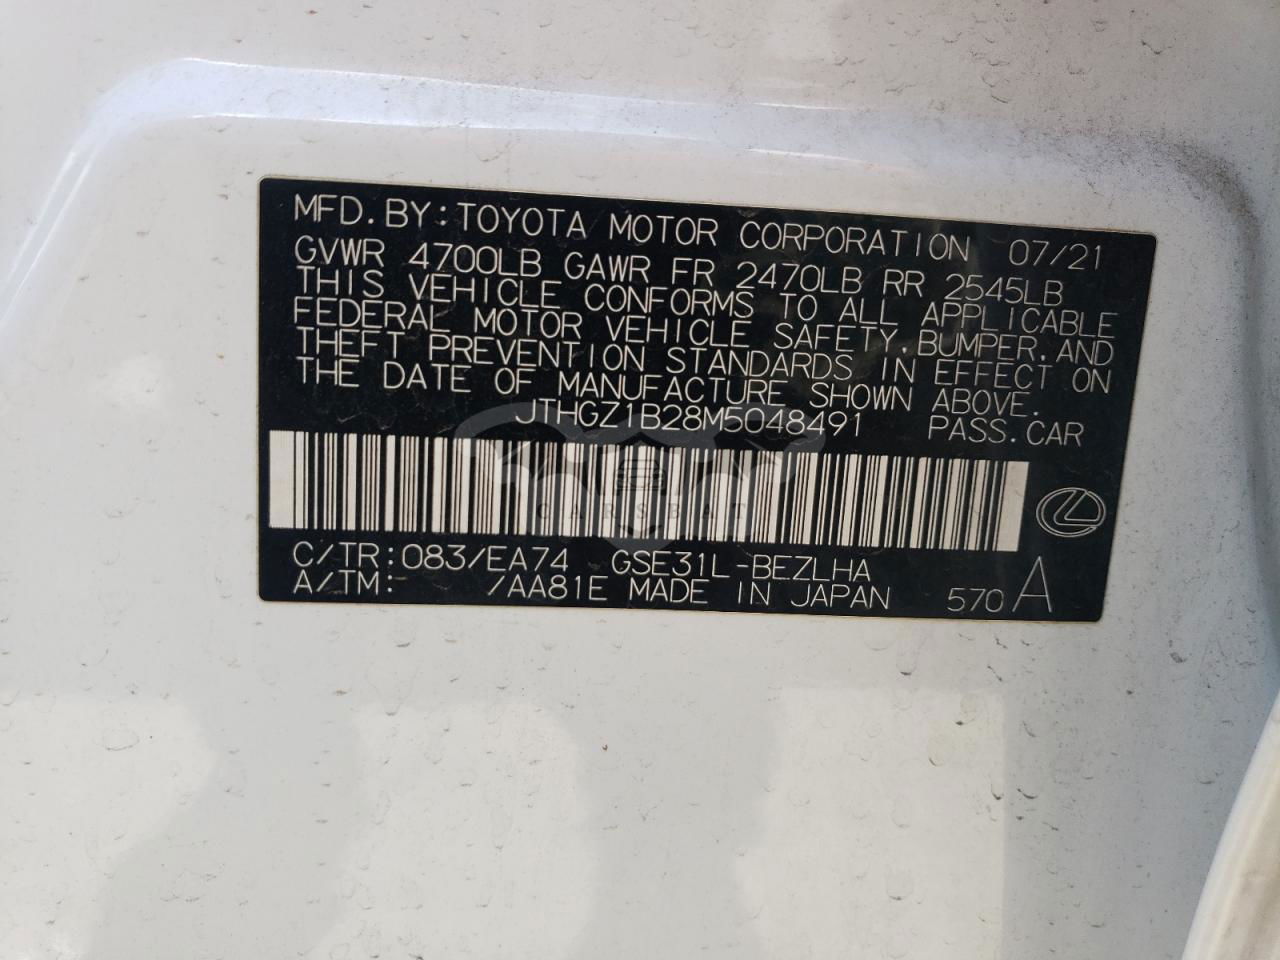 MFD. BY: TOYOTA MOTOR CORPORATION 07/21
GVWR 4700LB GAWR FR 2470LB RR 2545LB
THIS VEHICLE CONFORMS TO ALL APPLICABLE
FEDERAL MOTOR VEHICLE SAFETY, BUMPER, AND
THEFT PREVENTION STANDARDS IN EFFECT ON
THE DATE OF MANUFACTURE SHOWN ABOVE.
JTHGZ1B28M5048491 PASS. CAR
CARSBAT
C/TR: 083/EA74 GSE31L-BEZLHA
A/TM: /AA81E MADE IN JAPAN 570 A